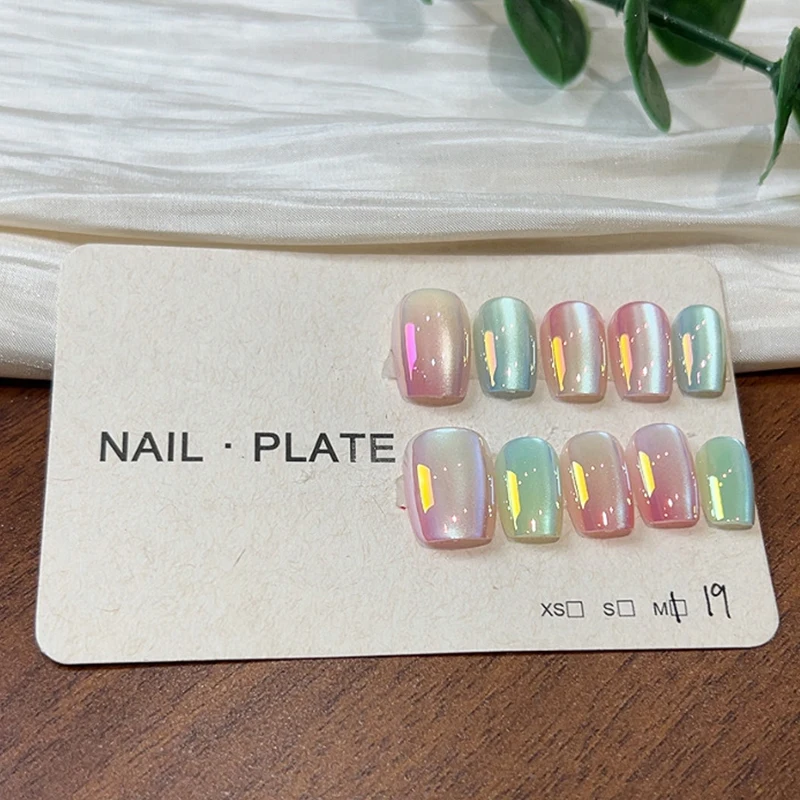 NAIL · PLATE
XS□ S□ M□ 19